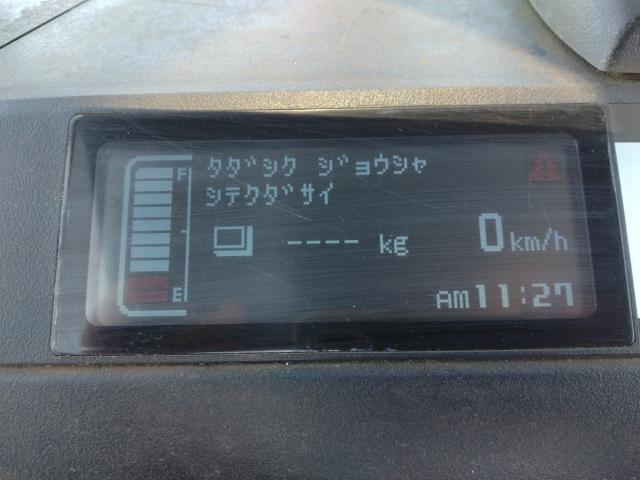 F
タダシク ジョウシャ
シテクダサイ
---- kg
0km/h
E
AM11:27